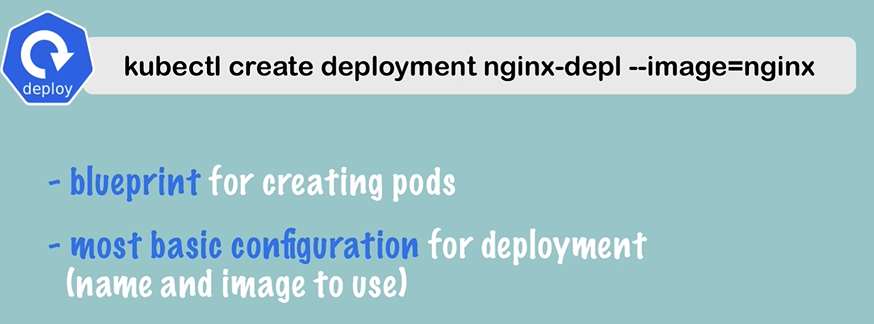 kubectl create deployment nginx-depl --image=nginx
deploy
- blueprint for creating pods
- most basic configuration for deployment
(name and image to use)